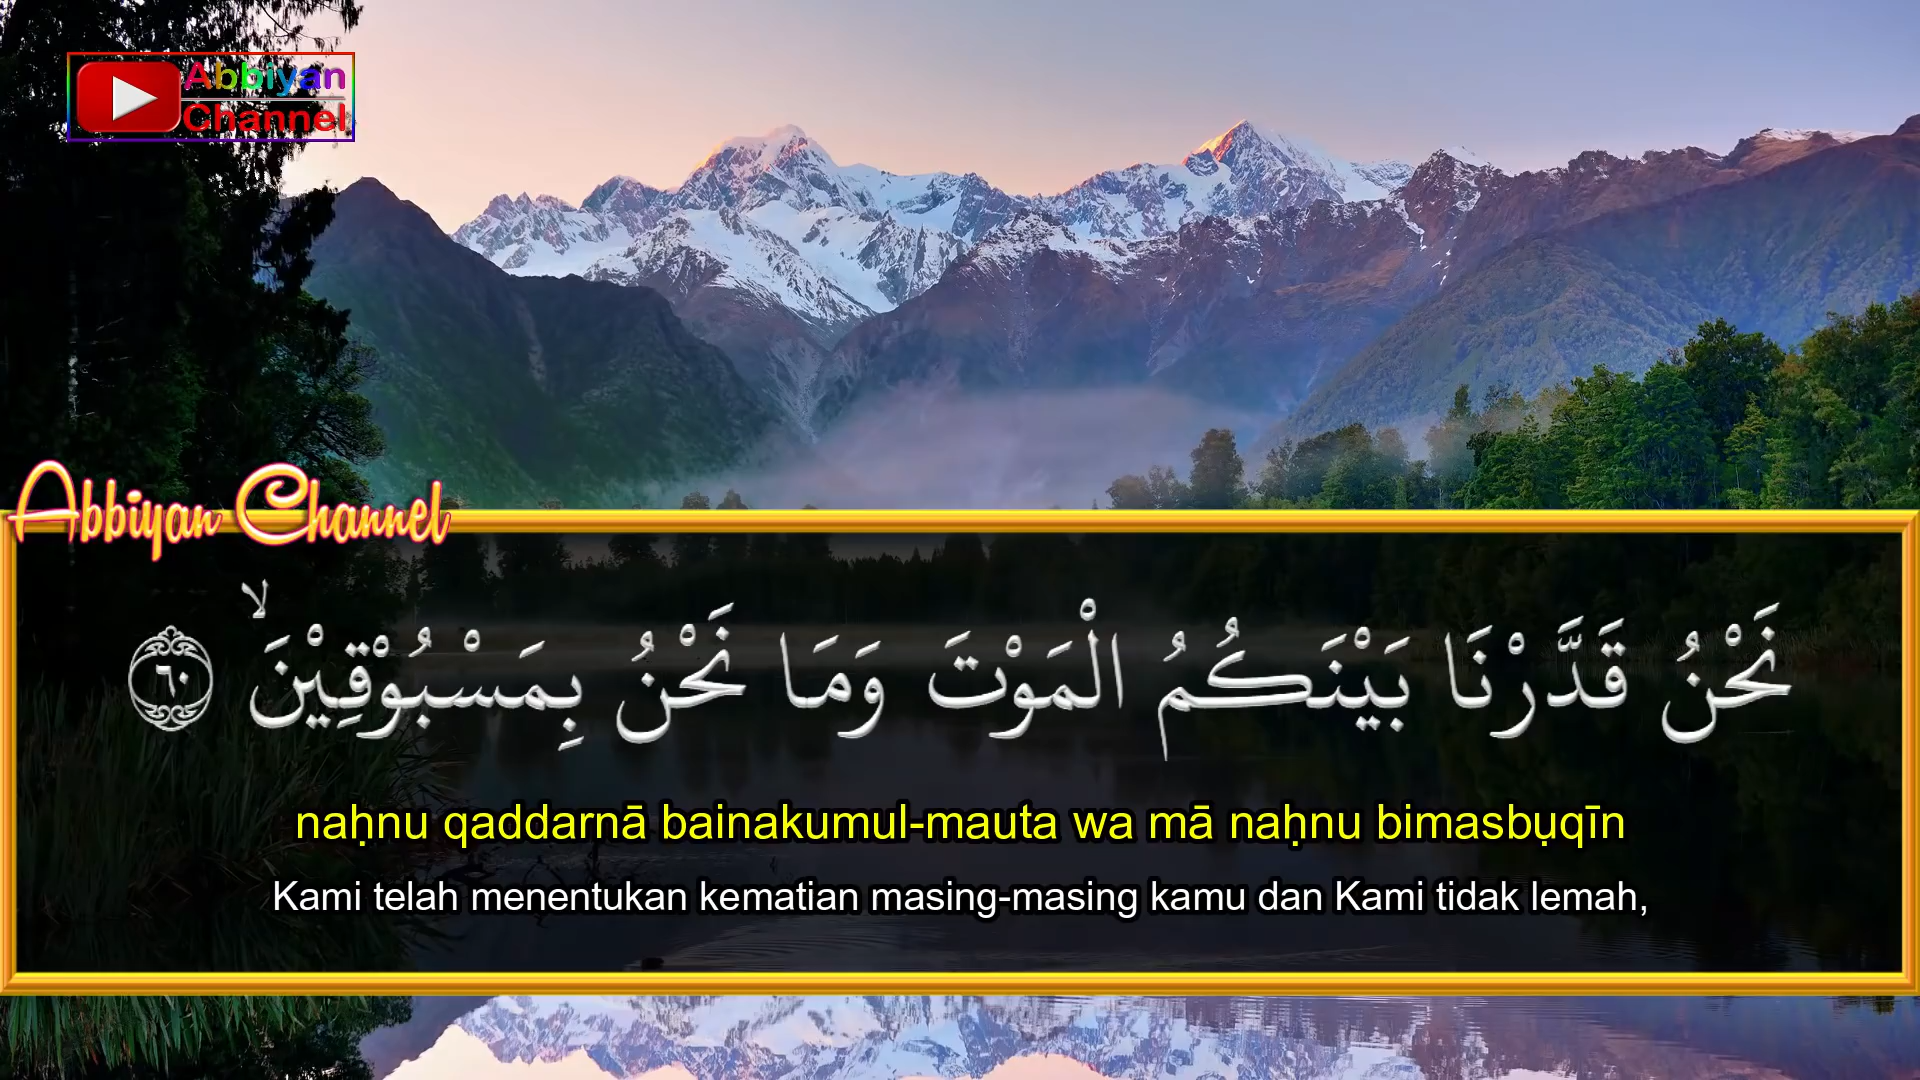 Abbiyan
Channel
Abbiyan Channel
نَحْنُ قَدَّرْنَا بَيْنَكُمُ الْمَوْتَ وَمَا نَحْنُ بِمَسْبُوْقِيْنَۙ ٦٠
naḥnu qaddarnā bainakumul-mauta wa mā naḥnu bimasbụqīn
Kami telah menentukan kematian masing-masing kamu dan Kami tidak lemah,